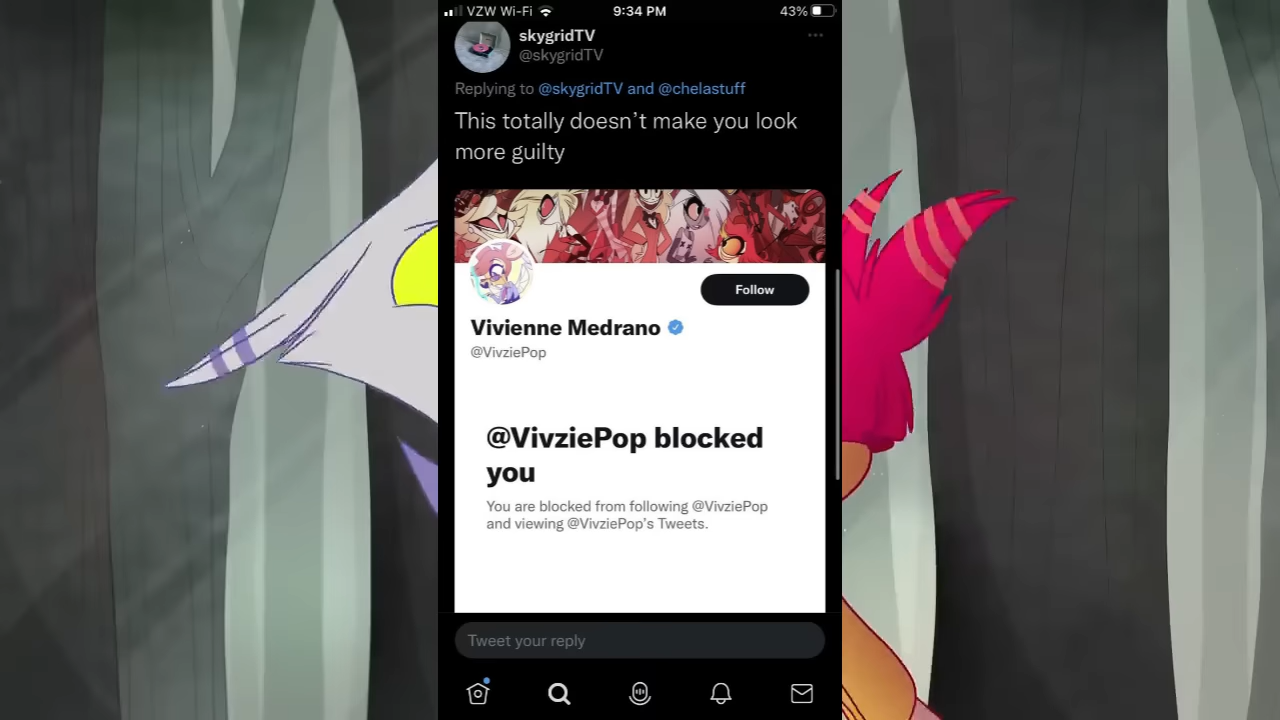 VZW Wi-Fi 9:34 PM 43%
skygridTV
@skygridTV
Replying to @skygridTV and @chelastuff
This totally doesn’t make you look
more guilty
Follow
Vivienne Medrano
@VivziePop
@VivziePop blocked
you
You are blocked from following @VivziePop
and viewing @VivziePop’s Tweets.
Tweet your reply